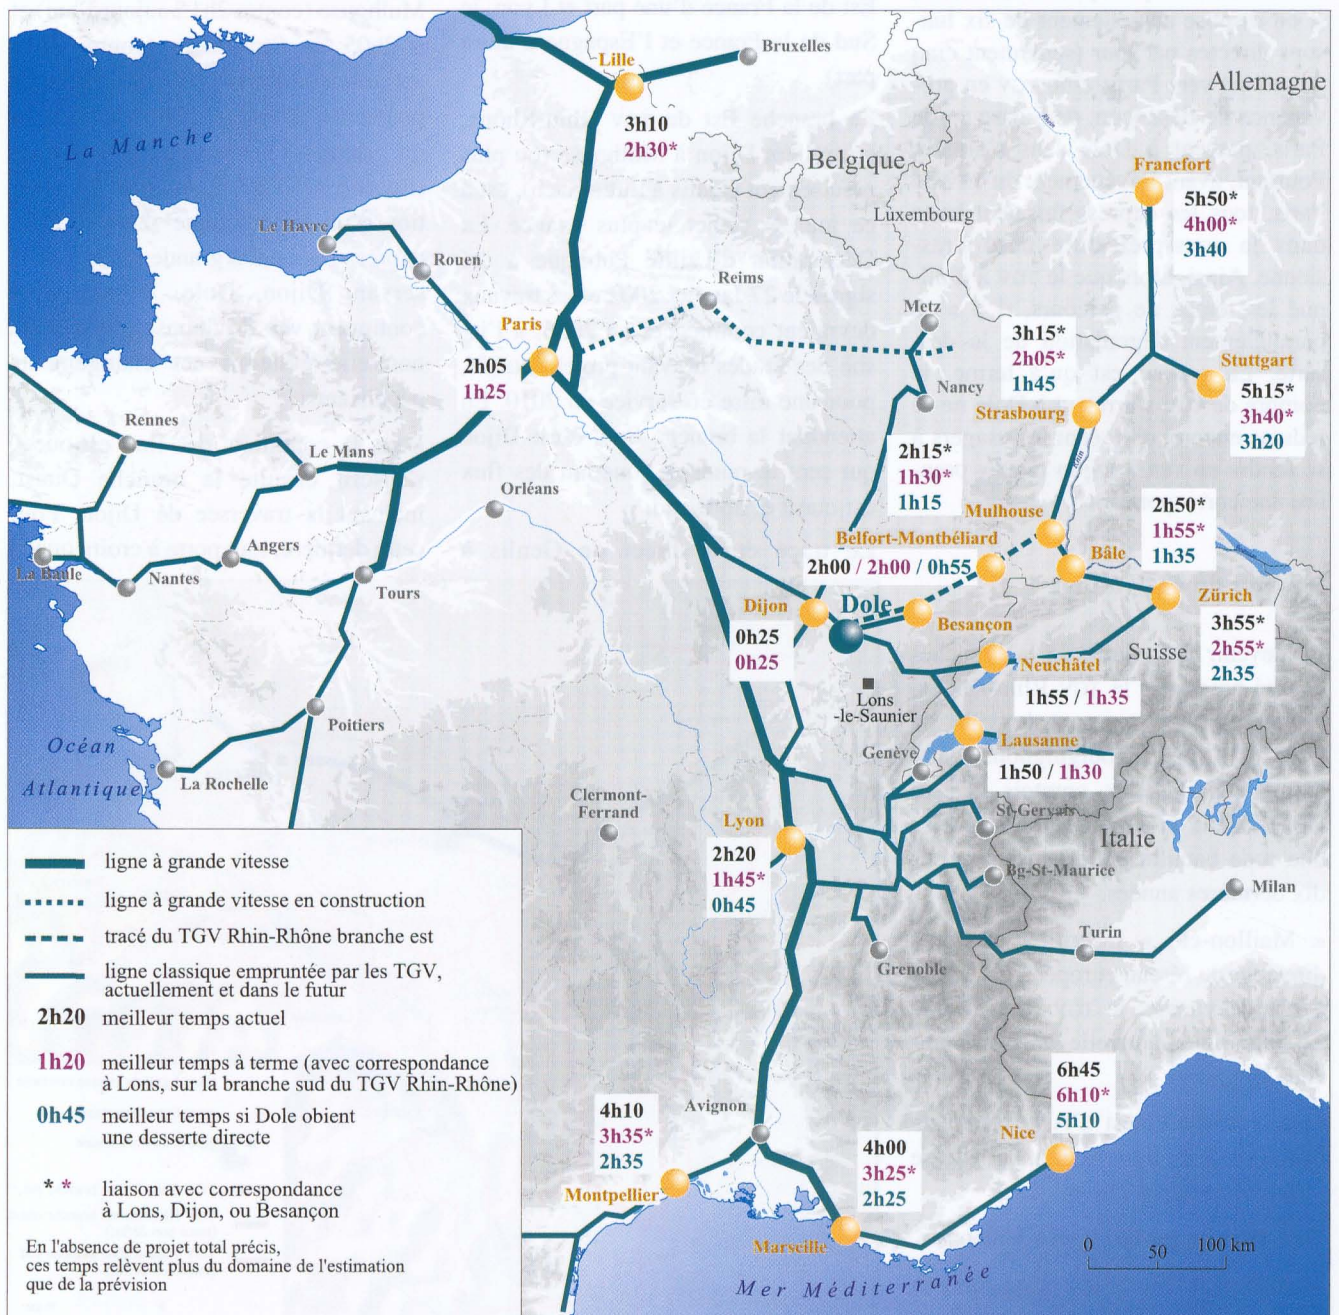 Lille
Bruxelles
Allemagne
3h10
2h30*
La Manche
Belgique
Rhin
Francfort
5h50*
4h00*
3h40
Luxembourg
Le Havre
Rouen
Reims
Metz
Paris
2h05
1h25
3h15*
2h05*
1h45
Nancy
Strasbourg
Stuttgart
5h15*
3h40*
3h20
Rennes
Le Mans
Orléans
2h15*
1h30*
1h15
Rhin
Mulhouse
2h50*
1h55*
1h35
Belfort-Montbéliard
2h00 / 2h00 / 0h55
Bâle
La Baule
Nantes
Angers
Tours
Dijon
Dole
Besançon
Zürich
3h55*
2h55*
2h35
0h25
0h25
Neuchâtel
Suisse
1h55 / 1h35
Lons
-le-Saunier
Poitiers
Océan
Atlantique
La Rochelle
Genève
Lausanne
1h50 / 1h30
Clermont-
Ferrand
Lyon
St-Gervais
Italie
2h20
1h45*
0h45
Bg-St-Maurice
Milan
Turin
Grenoble
ligne à grande vitesse
ligne à grande vitesse en construction
tracé du TGV Rhin-Rhône branche est
ligne classique empruntée par les TGV,
actuellement et dans le futur
2h20 meilleur temps actuel
1h20 meilleur temps à terme (avec correspondance
à Lons, sur la branche sud du TGV Rhin-Rhône)
0h45 meilleur temps si Dole obient
une desserte directe
* * liaison avec correspondance
à Lons, Dijon, ou Besançon
En l'absence de projet total précis,
ces temps relèvent plus du domaine de l'estimation
que de la prévision
Avignon
4h10
3h35*
2h35
Montpellier
4h00
3h25*
2h25
Marseille
6h45
6h10*
5h10
Nice
0 50 100 km
Mer Méditerranée